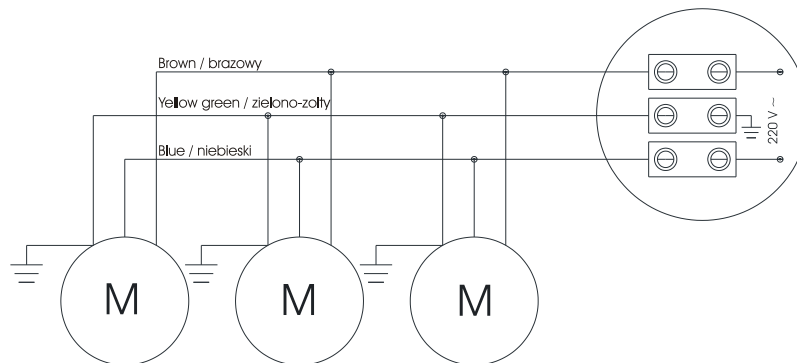 Brown / brazowy
Yellow green / zielono-zolty
Blue / niebieski
220 V ~
M
M
M